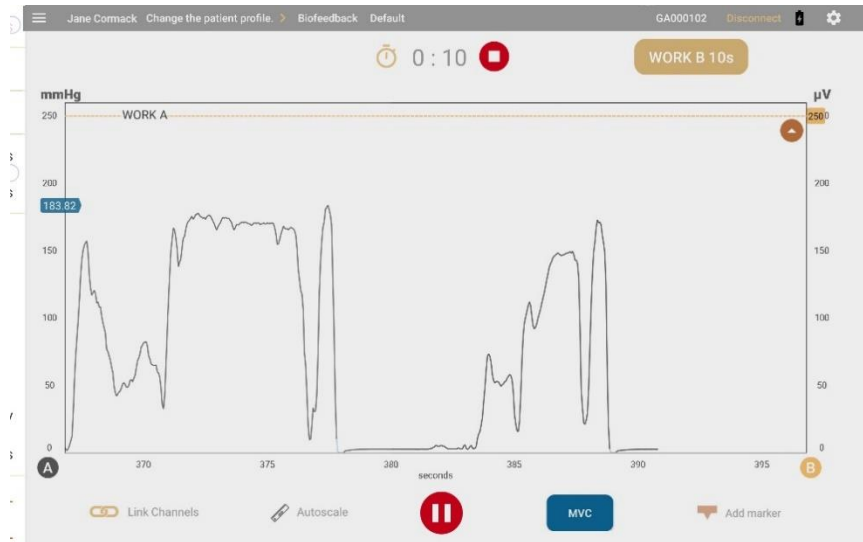 Jane Cormack Change the patient profile. > Biofeedback Default GA000102 Disconnect
0 : 10 WORK B 10s
mmHg µV
250 WORK A 250
200 200
183.82
150 150
100 100
50 50
0 0
A 370 375 380 385 390 395 B
seconds
Link Channels Autoscale MVC Add marker